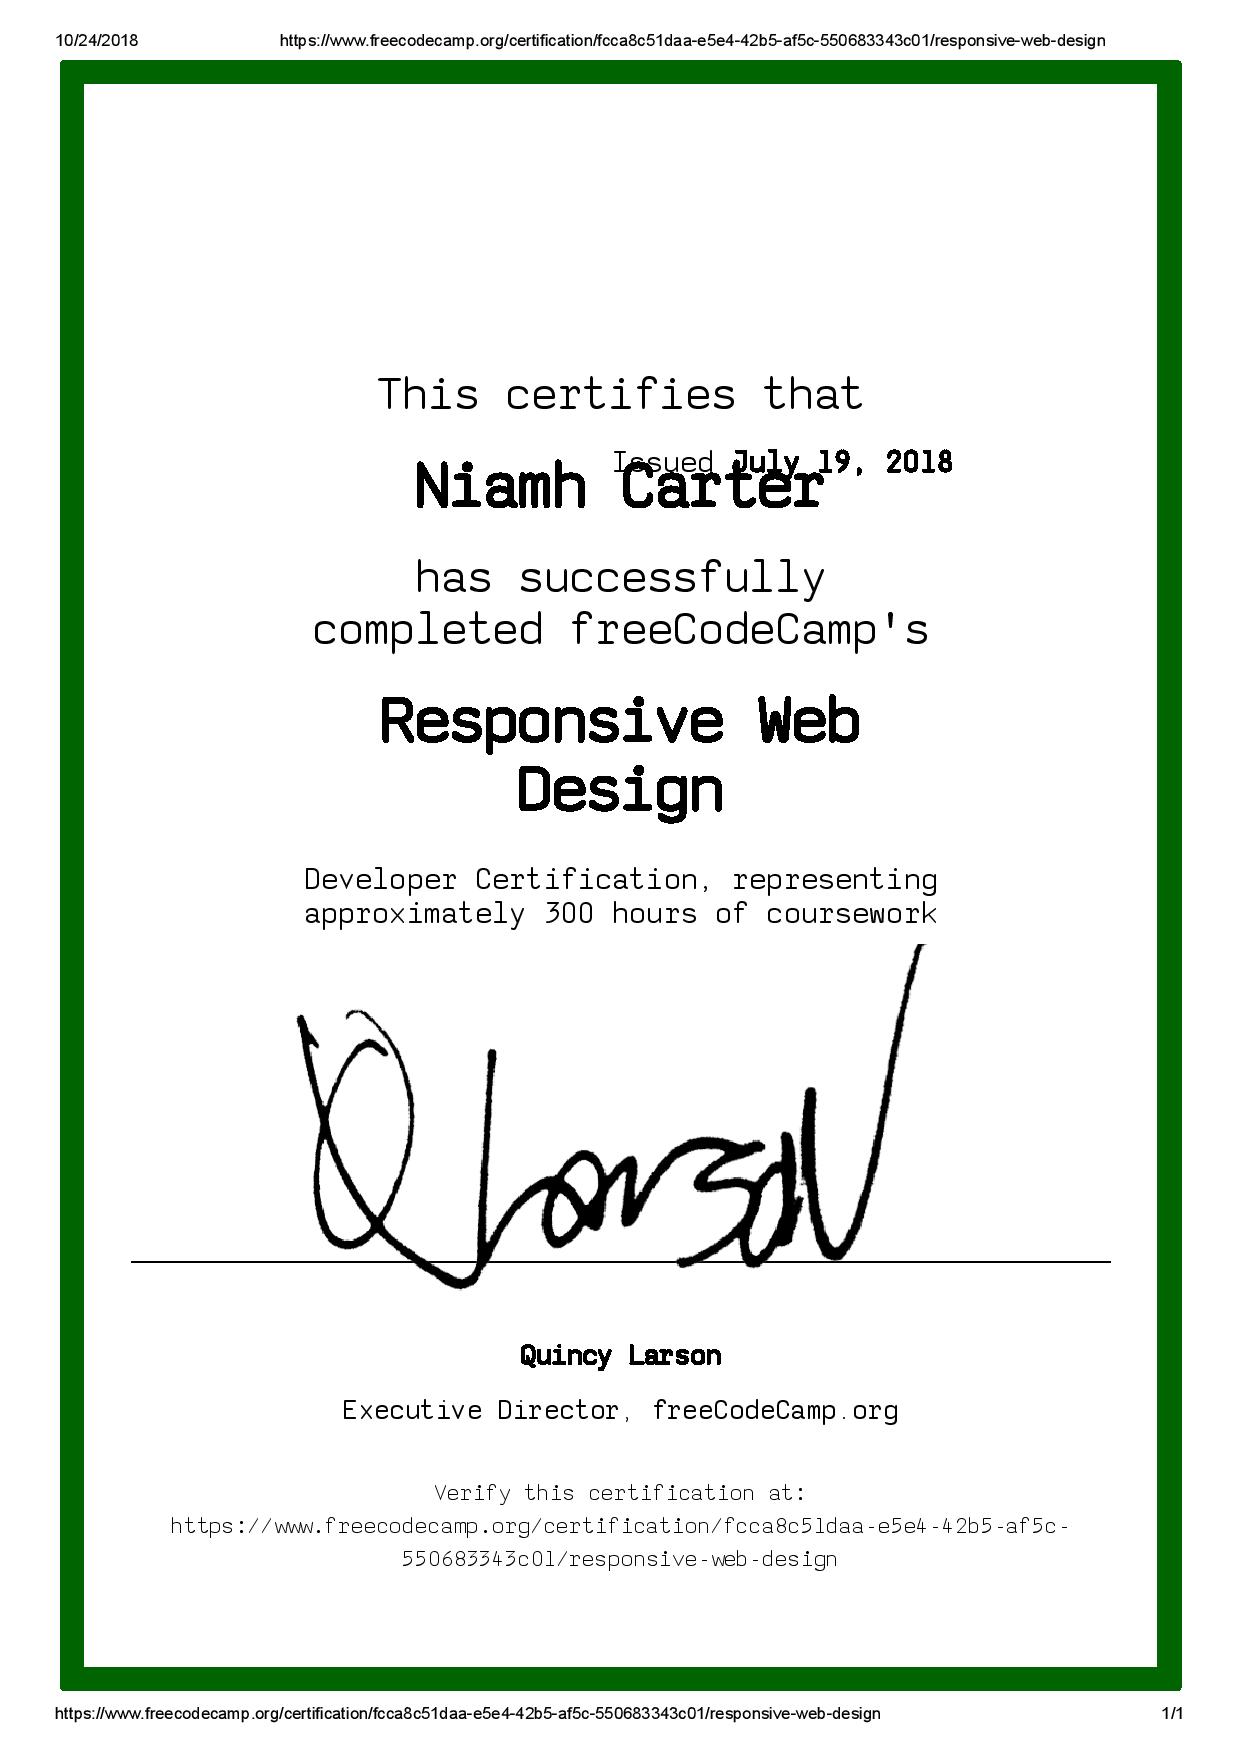 10/24/2018 https://www.freecodecamp.org/certification/fcca8c51daa-e5e4-42b5-af5c-550683343c01/responsive-web-design
This certifies that
Issued July 19, 2018
Niamh Carter
has successfully
completed freeCodeCamp's
Responsive Web
Design
Developer Certification, representing
approximately 300 hours of coursework
QLarson
Quincy Larson
Executive Director, freeCodeCamp.org
Verify this certification at:
https://www.freecodecamp.org/certification/fcca8c51daa-e5e4-42b5-af5c-
550683343c01/responsive-web-design
https://www.freecodecamp.org/certification/fcca8c51daa-e5e4-42b5-af5c-550683343c01/responsive-web-design 1/1